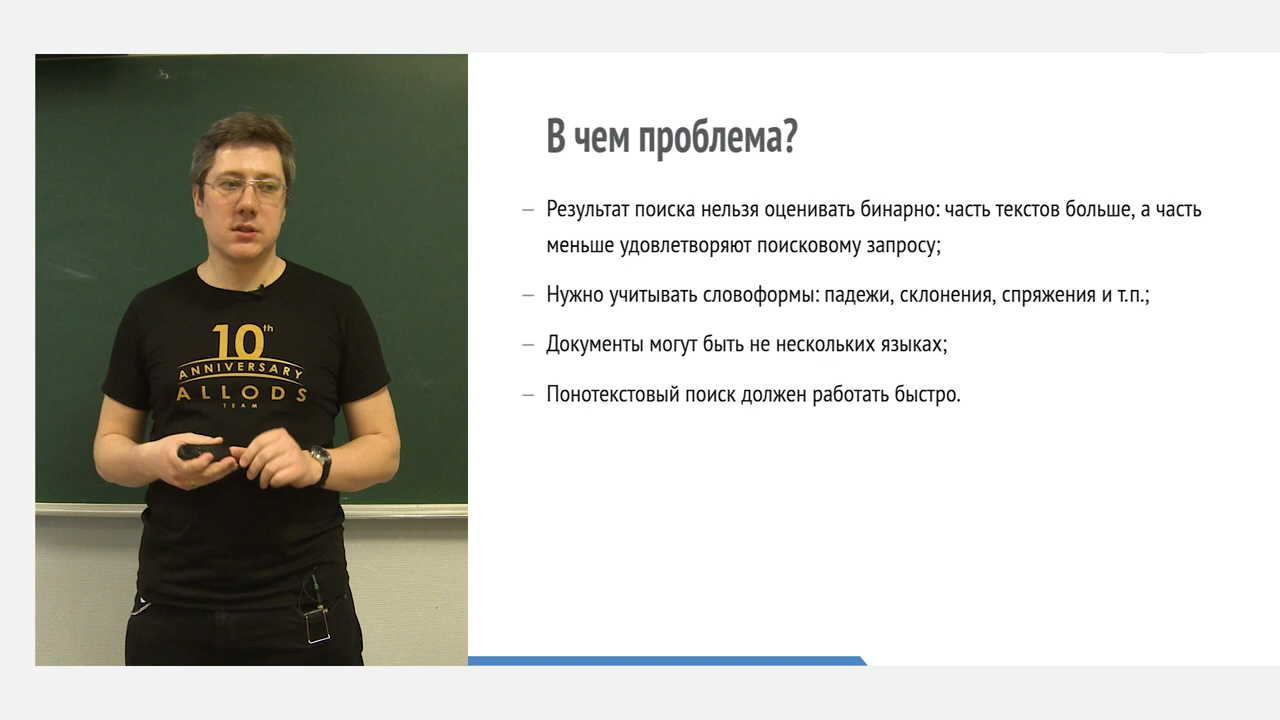 В чем проблема?
– Результат поиска нельзя оценивать бинарно: часть текстов больше, а часть
меньше удовлетворяют поисковому запросу;
– Нужно учитывать словоформы: падежи, склонения, спряжения и т.п.;
– Документы могут быть не нескольких языках;
– Понотекстовый поиск должен работать быстро.
10th
ANNIVERSARY
ALLODS
TEAM